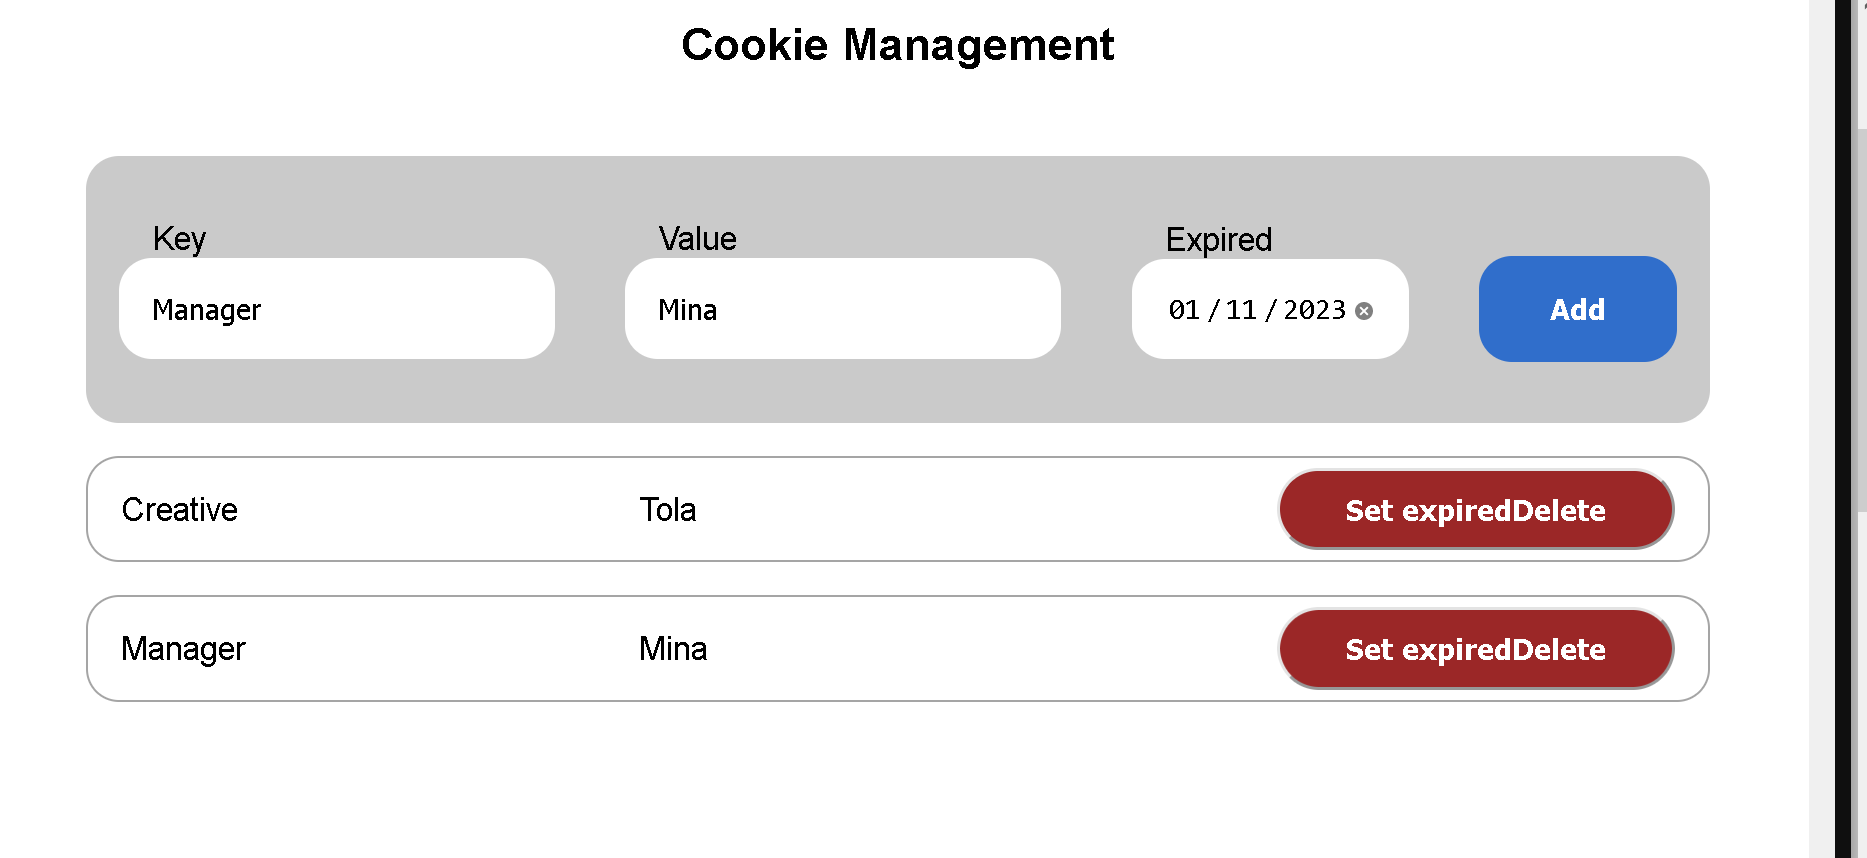 Cookie Management
Key Value Expired
Manager Mina 01/11/2023 Add
Creative Tola Set expiredDelete
Manager Mina Set expiredDelete